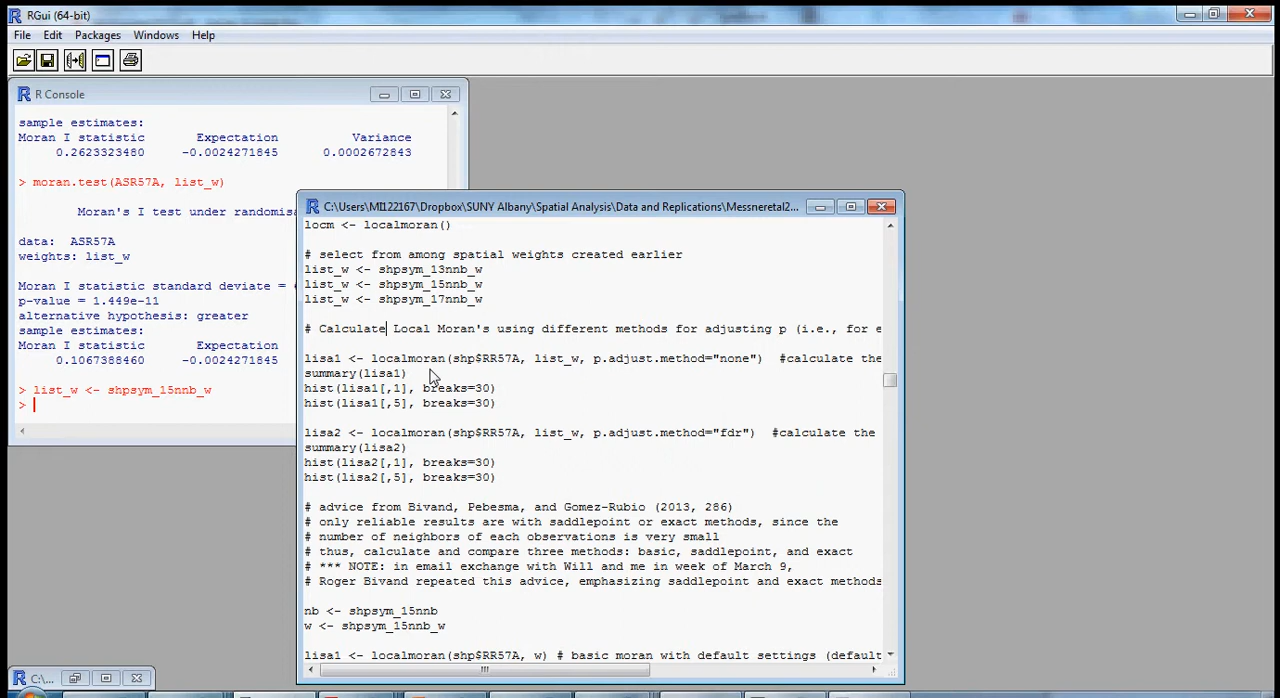 RGui (64-bit)
File Edit Packages Windows Help
R Console
sample estimates:
Moran I statistic Expectation Variance
0.2623323480 -0.0024271845 0.0002672843
> moran.test(ASR57A, list_w)
Moran's I test under randomisa
data: ASR57A
weights: list_w
Moran I statistic standard deviate =
p-value = 1.449e-11
alternative hypothesis: greater
sample estimates:
Moran I statistic Expectation
0.1067388460 -0.0024271845
> list_w <- shpsym_15nnb_w
>
C:\Users\MI122167\Dropbox\SUNY Albany\Spatial Analysis\Data and Replications\Messneretal2...
locm <- localmoran()
# select from among spatial weights created earlier
list_w <- shpsym_13nnb_w
list_w <- shpsym_15nnb_w
list_w <- shpsym_17nnb_w
# Calculate Local Moran's using different methods for adjusting p (i.e., for e
lisa1 <- localmoran(shp$RR57A, list_w, p.adjust.method="none") #calculate the
summary(lisa1)
hist(lisa1[,1], breaks=30)
hist(lisa1[,5], breaks=30)
lisa2 <- localmoran(shp$RR57A, list_w, p.adjust.method="fdr") #calculate the
summary(lisa2)
hist(lisa2[,1], breaks=30)
hist(lisa2[,5], breaks=30)
# advice from Bivand, Pebesma, and Gomez-Rubio (2013, 286)
# only reliable results are with saddlepoint or exact methods, since the
# number of neighbors of each observations is very small
# thus, calculate and compare three methods: basic, saddlepoint, and exact
# *** NOTE: in email exchange with Will and me in week of March 9,
# Roger Bivand repeated this advice, emphasizing saddlepoint and exact methods
nb <- shpsym_15nnb
w <- shpsym_15nnb_w
lisa1 <- localmoran(shp$RR57A, w) # basic moran with default settings (default
C:\...